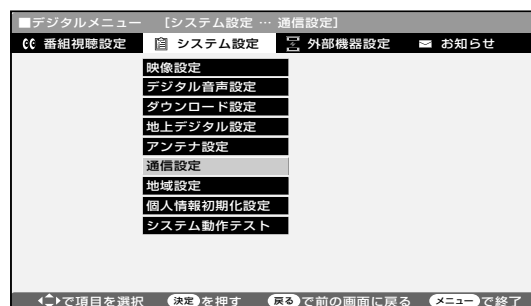 ■デジタルメニュー [システム設定 … 通信設定]
番組視聴設定 システム設定 外部機器設定 お知らせ
映像設定
デジタル音声設定
ダウンロード設定
地上デジタル設定
アンテナ設定
通信設定
地域設定
個人情報初期化設定
システム動作テスト
で項目を選択 決定を押す 戻るで前の画面に戻る メニューで終了